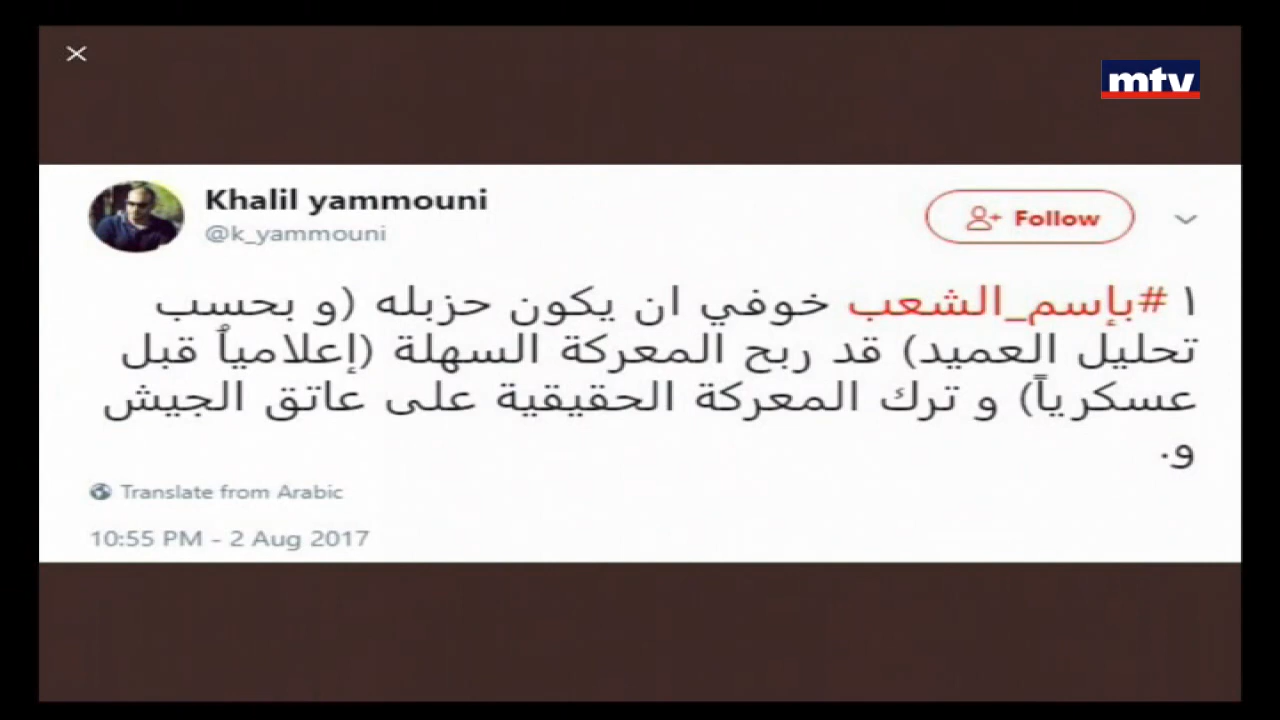 mtv
Khalil yammouni
@k_yammouni
Follow
١ #بإسم_الشعب خوفي ان يكون حزبله (و بحسب
تحليل العميد) قد ربح المعركة السهلة (إعلامياً قبل
عسكرياً) و ترك المعركة الحقيقية على عاتق الجيش
و.
Translate from Arabic
10:55 PM - 2 Aug 2017